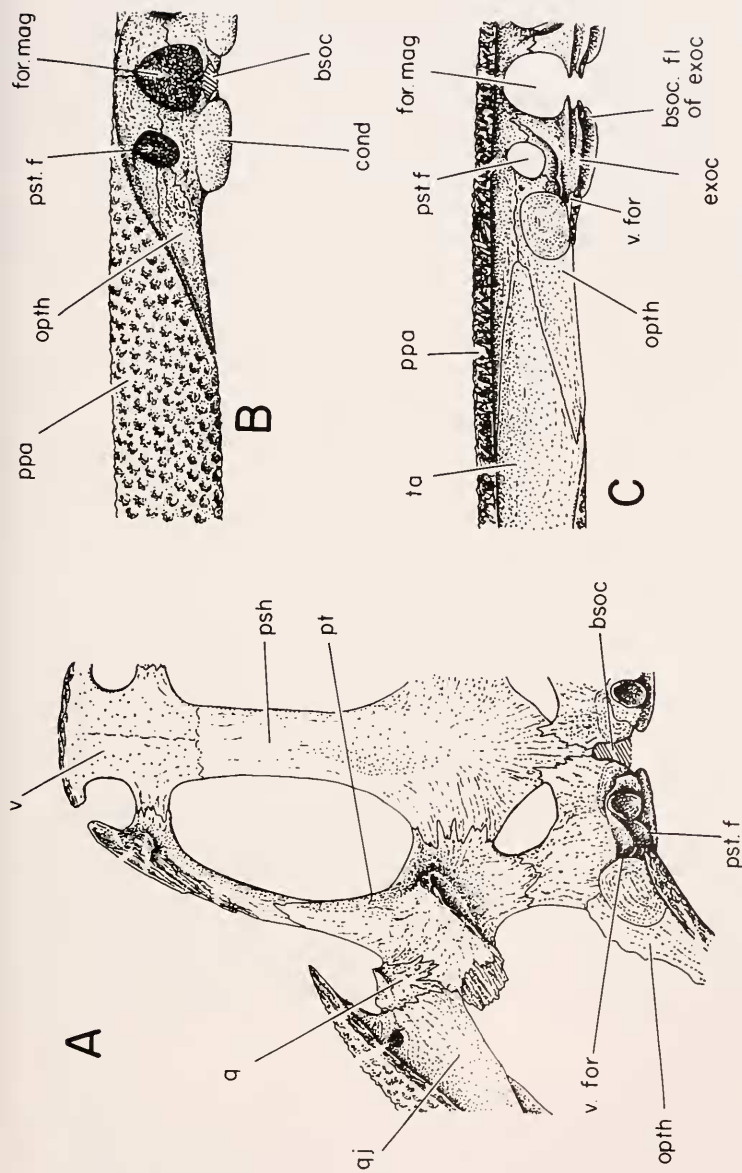 A
v
psh
pt
q
qj
v. for
opth
pst. f
bsoc
B
ppa
opth
pst. f
for. mag
bsoc
cond
C
ppa
ta
pst. f
for. mag
opth
v. for
exoc
bsoc. fl
of exoc